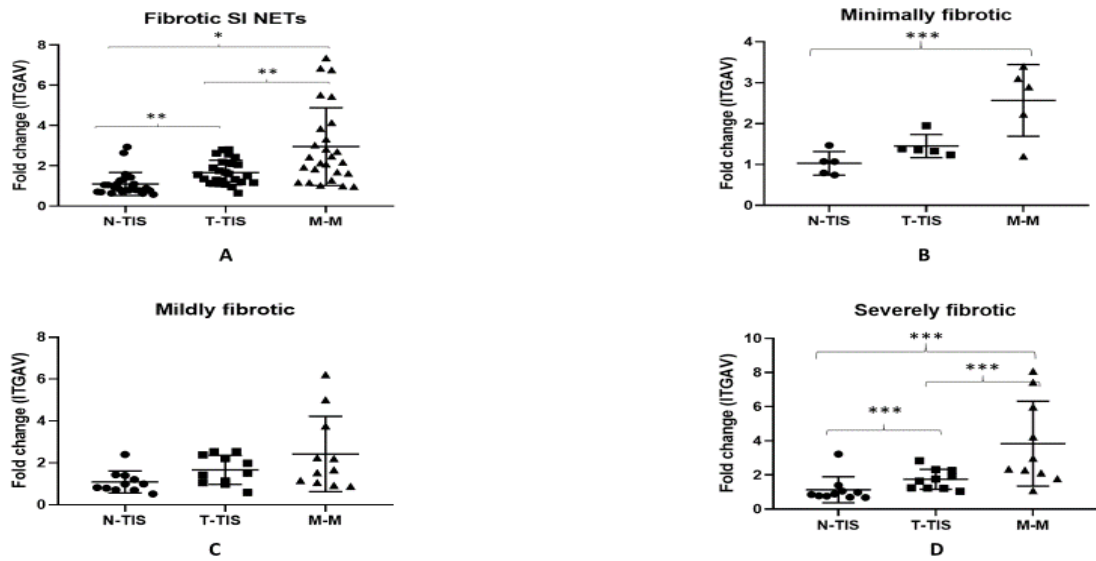 Fibrotic SI NETs
Fold change (ITGAV)
8
6
4
2
0
*
**
**
N-TIS
T-TIS
M-M
A
Minimally fibrotic
Fold change (ITGAV)
4
3
2
1
0
***
N-TIS
T-TIS
M-M
B
Mildly fibrotic
Fold change (ITGAV)
8
6
4
2
0
N-TIS
T-TIS
M-M
C
Severely fibrotic
Fold change (ITGAV)
10
8
6
4
2
0
***
***
***
N-TIS
T-TIS
M-M
D